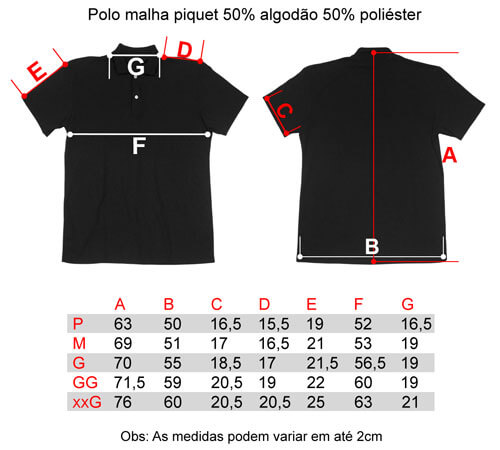 Polo malha piquet 50% algodão 50% poliéster
E G D
F
C A
B
A B C D E F G
P 63 50 16,5 15,5 19 52 16,5
M 69 51 17 16,5 21 53 19
G 70 55 18,5 17 21,5 56,5 19
GG 71,5 59 20,5 19 22 60 19
xxG 76 60 20,5 20,5 25 63 21
Obs: As medidas podem variar em até 2cm